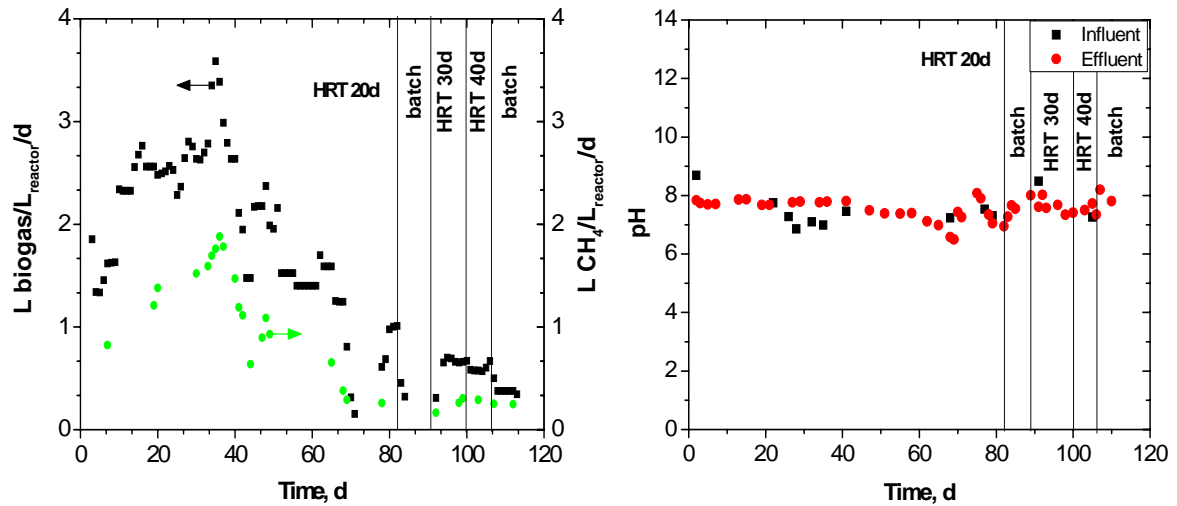 4
3
2
1
0
L biogas/Lreactor/d
HRT 20d
batch
HRT 30d
HRT 40d
batch
4
3
2
1
0
L CH4/Lreactor/d
0 20 40 60 80 100 120
Time, d
14
12
10
8
6
4
2
0
pH
Influent
Effluent
HRT 20d
batch
HRT 30d
HRT 40d
batch
0 20 40 60 80 100 120
Time, d